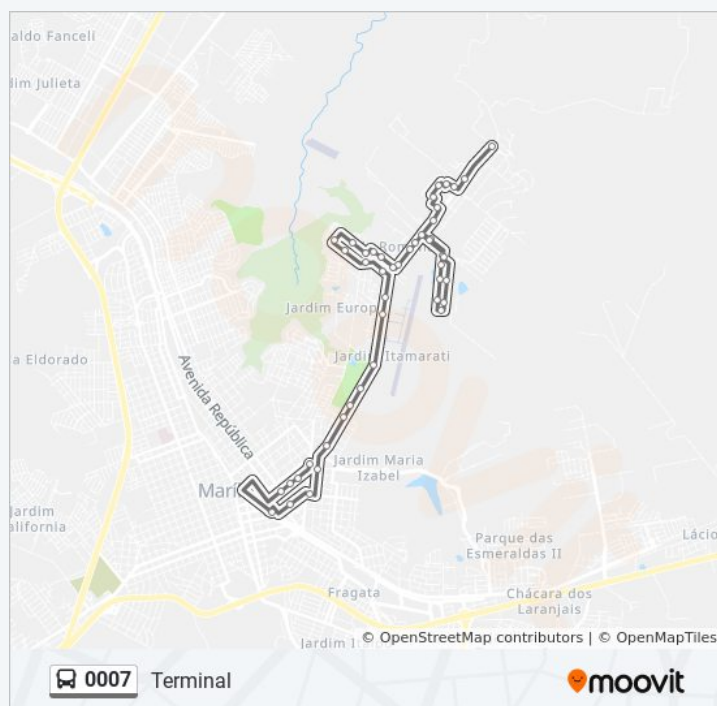 aldo Fanceli
dim Julieta
Rom
Jardim Europ
a Eldorado
Jardim Itamarati
Avenida República
Jardim Maria
Izabel
Marí
Jardim
alifornia
Parque das
Esmeraldas II
Lácio
Fragata
Chácara dos
Laranjais
Jardim It
© OpenStreetMap contributors | © OpenMapTiles
0007 Terminal
moovit